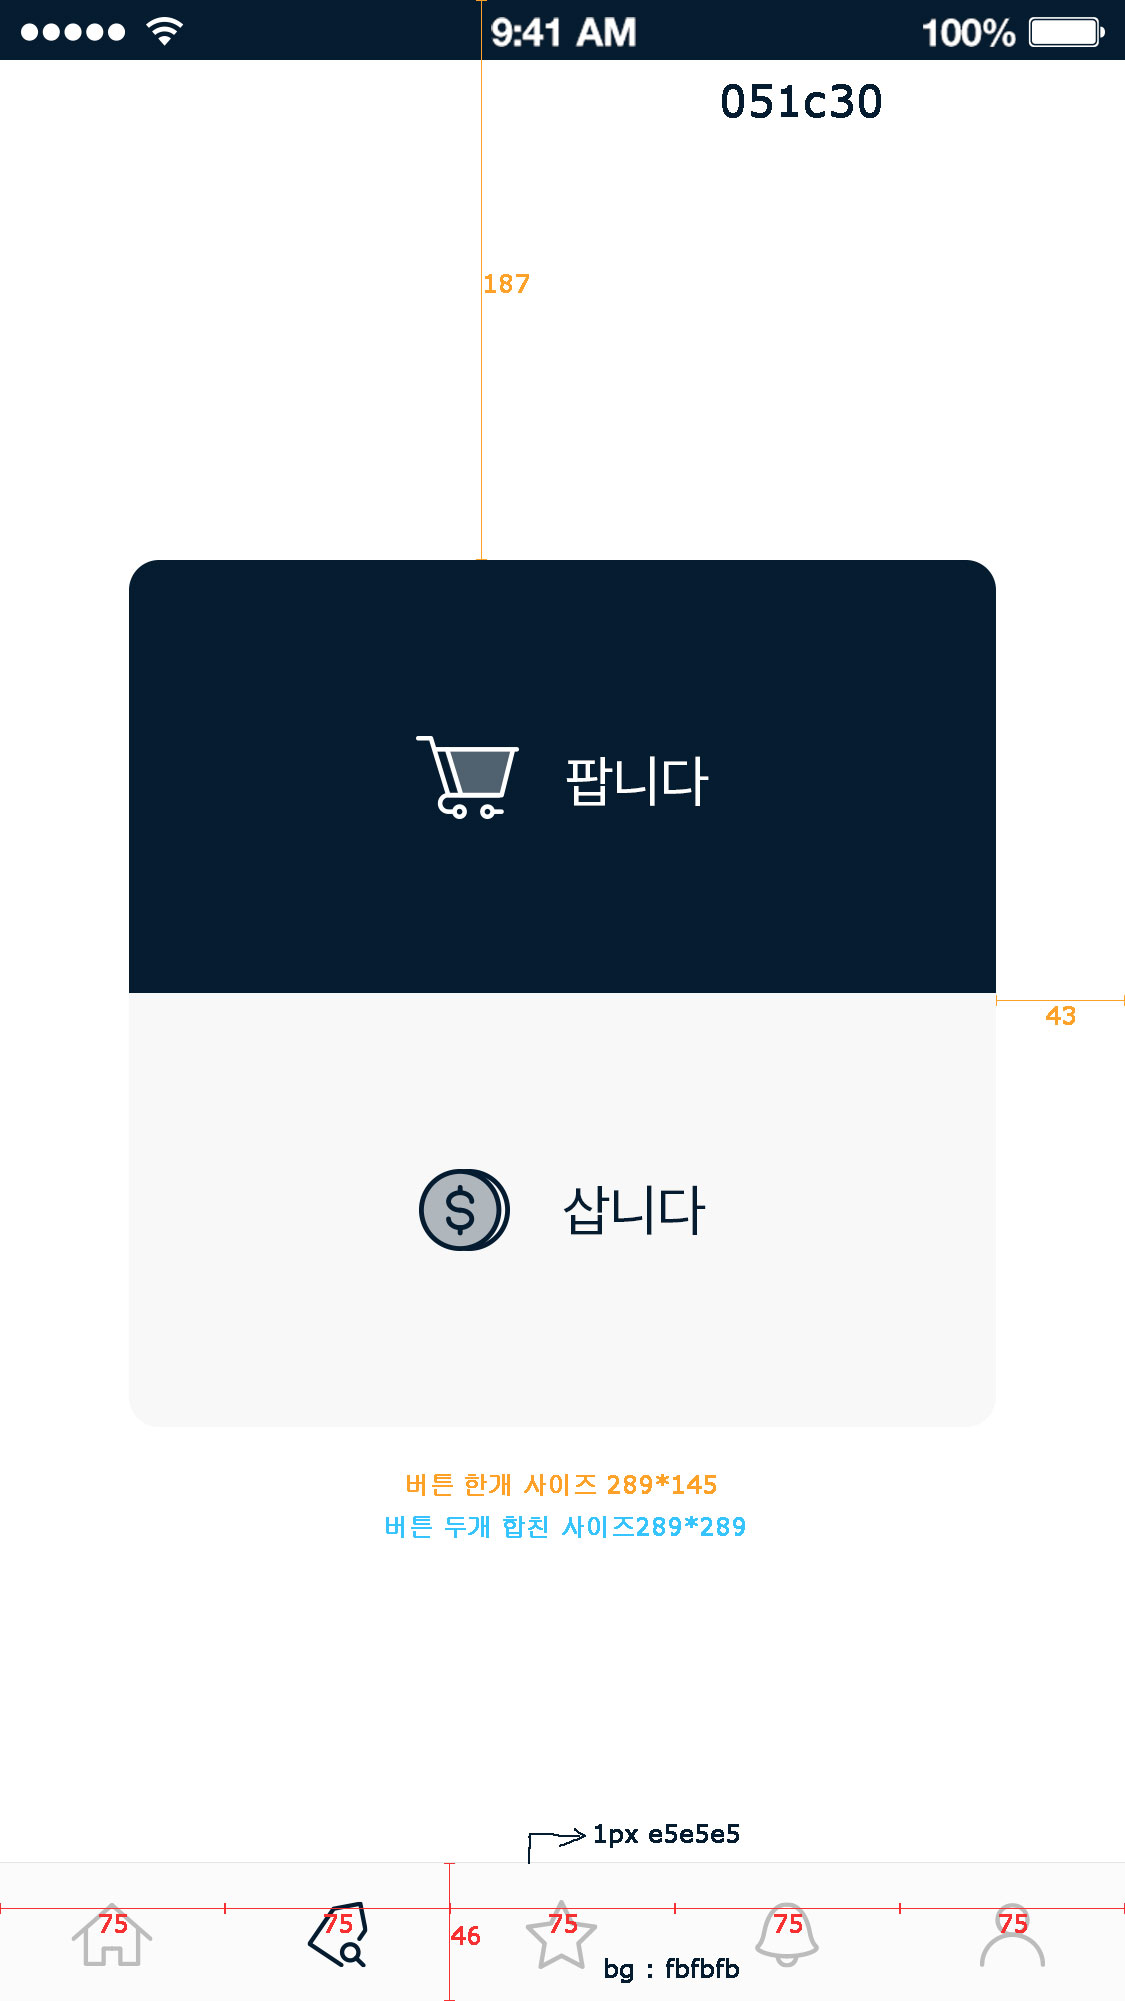 9:41 AM 100%
051c30
187
팝니다
43
$ 삽니다
버튼 한개 사이즈 289*145
버튼 두개 합친 사이즈289*289
1px e5e5e5
75 75 75 75 75
46
bg : fbfbfb